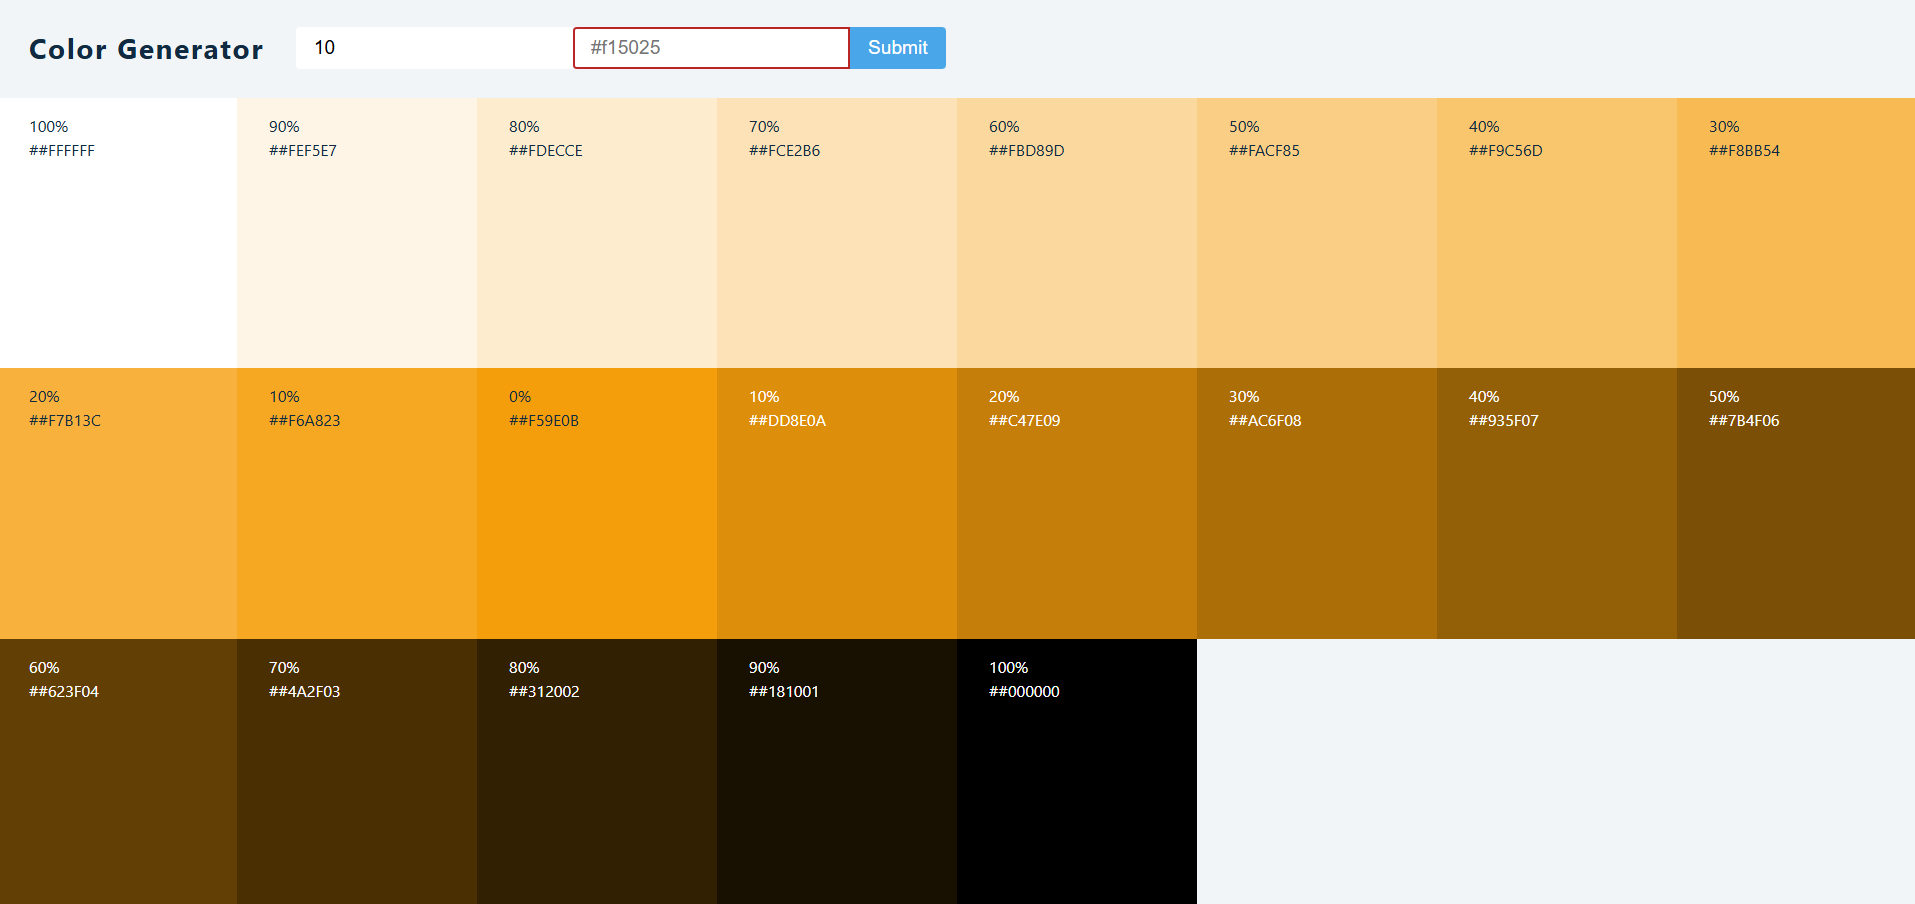 Color Generator
10
#f15025
Submit
100%
##FFFFFF
90%
##FEF5E7
80%
##FDECCE
70%
##FCE2B6
60%
##FBD89D
50%
##FACF85
40%
##F9C56D
30%
##F8BB54
20%
##F7B13C
10%
##F6A823
0%
##F59E0B
10%
##DD8E0A
20%
##C47E09
30%
##AC6F08
40%
##935F07
50%
##7B4F06
60%
##623F04
70%
##4A2F03
80%
##312002
90%
##181001
100%
##000000